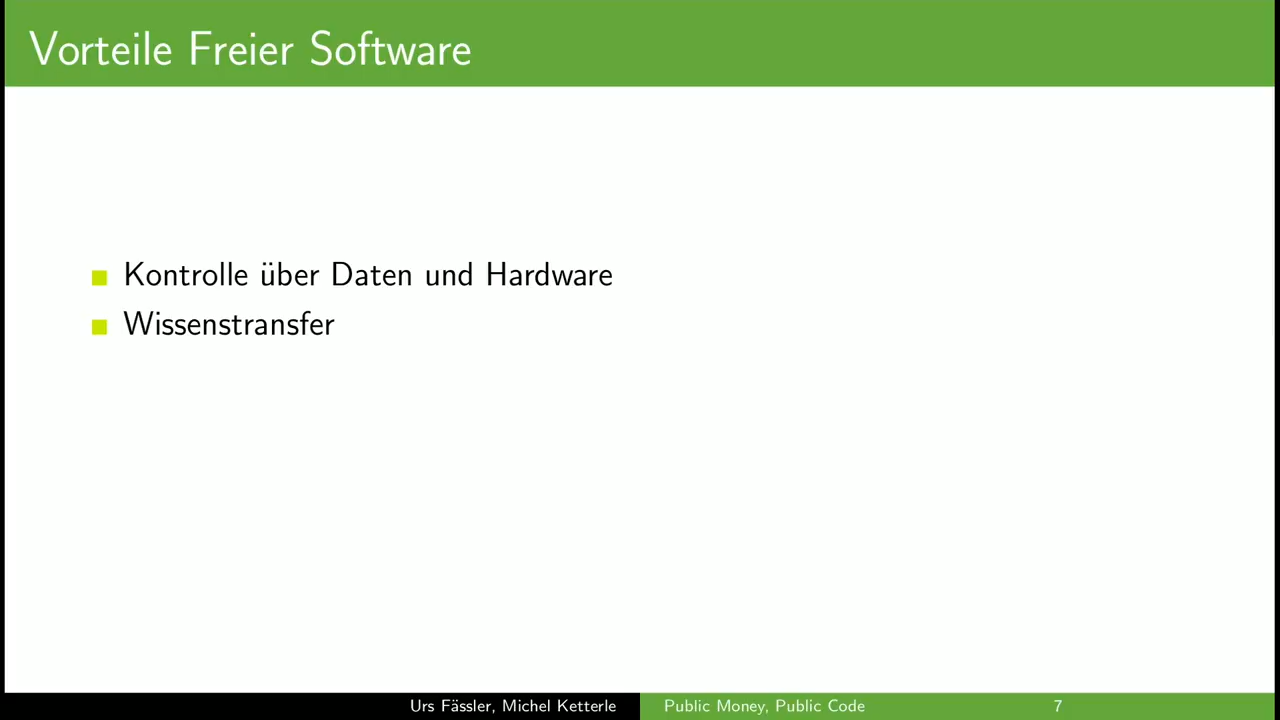 Vorteile Freier Software
Kontrolle über Daten und Hardware
Wissenstransfer
Urs Fässler, Michel Ketterle
Public Money, Public Code
7